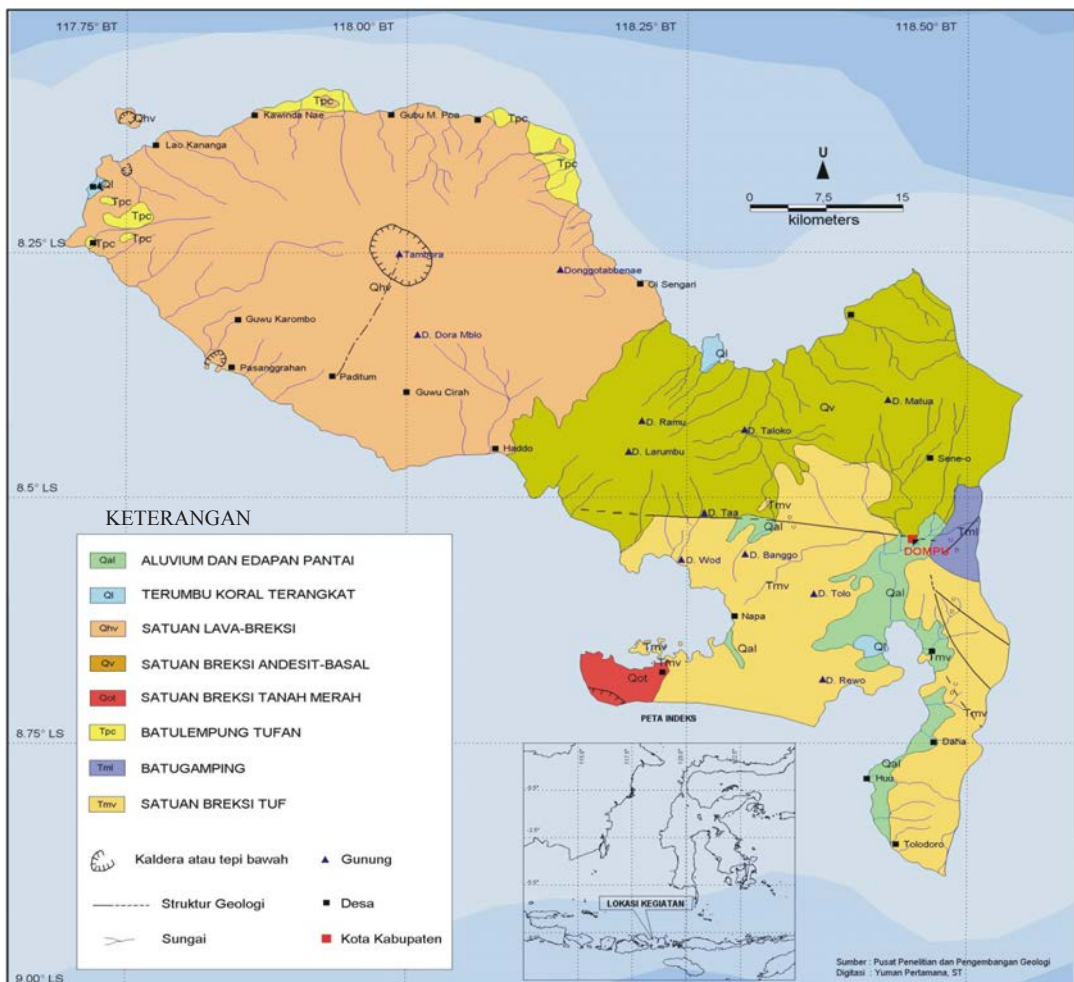 117.75° BT
118.00° BT
118.25° BT
118.50° BT
Qhv
Kawinda Nae
Tpc
Gubu M. Poa
Tpc
Lao Kananga
Ql
Tpc
Tpc
Tpc
Tpc
Tpc
U
0 7,5 15
kilometers
8.25° LS
Tambora
Qhv
Donggotabbenae
Oi Sengari
Guwu Karombo
D. Dora Mblo
Pasanggrahan
Paditum
Guwu Cirah
Haddo
Ql
Qv
D. Matua
D. Ramu
D. Taloko
D. Larumbu
Sene-o
8.5° LS
Tmv
D. Taa
Qal
Tml
DOMPU
D. Wod
D. Banggo
Tmv
D. Tolo
Qal
Napa
Qal
Ql
Tmv
Tmv
Tmv
Qot
D. Rewo
Tmv
8.75° LS
Daha
Qal
Huu
Tolodoro
KETERANGAN
Qal ALUVIUM DAN EDAPAN PANTAI
Ql TERUMBU KORAL TERANGKAT
Qhv SATUAN LAVA-BREKSI
Qv SATUAN BREKSI ANDESIT-BASAL
Qot SATUAN BREKSI TANAH MERAH
Tpc BATULEMPUNG TUFAN
Tml BATUGAMPING
Tmv SATUAN BREKSI TUF
Kaldera atau tepi bawah
Gunung
Struktur Geologi
Desa
Sungai
Kota Kabupaten
PETA INDEKS
LOKASI KEGIATAN
9.00° LS
Sumber : Pusat Penelitian dan Pengembangan Geologi
Digitasi : Yuman Pertamana, ST